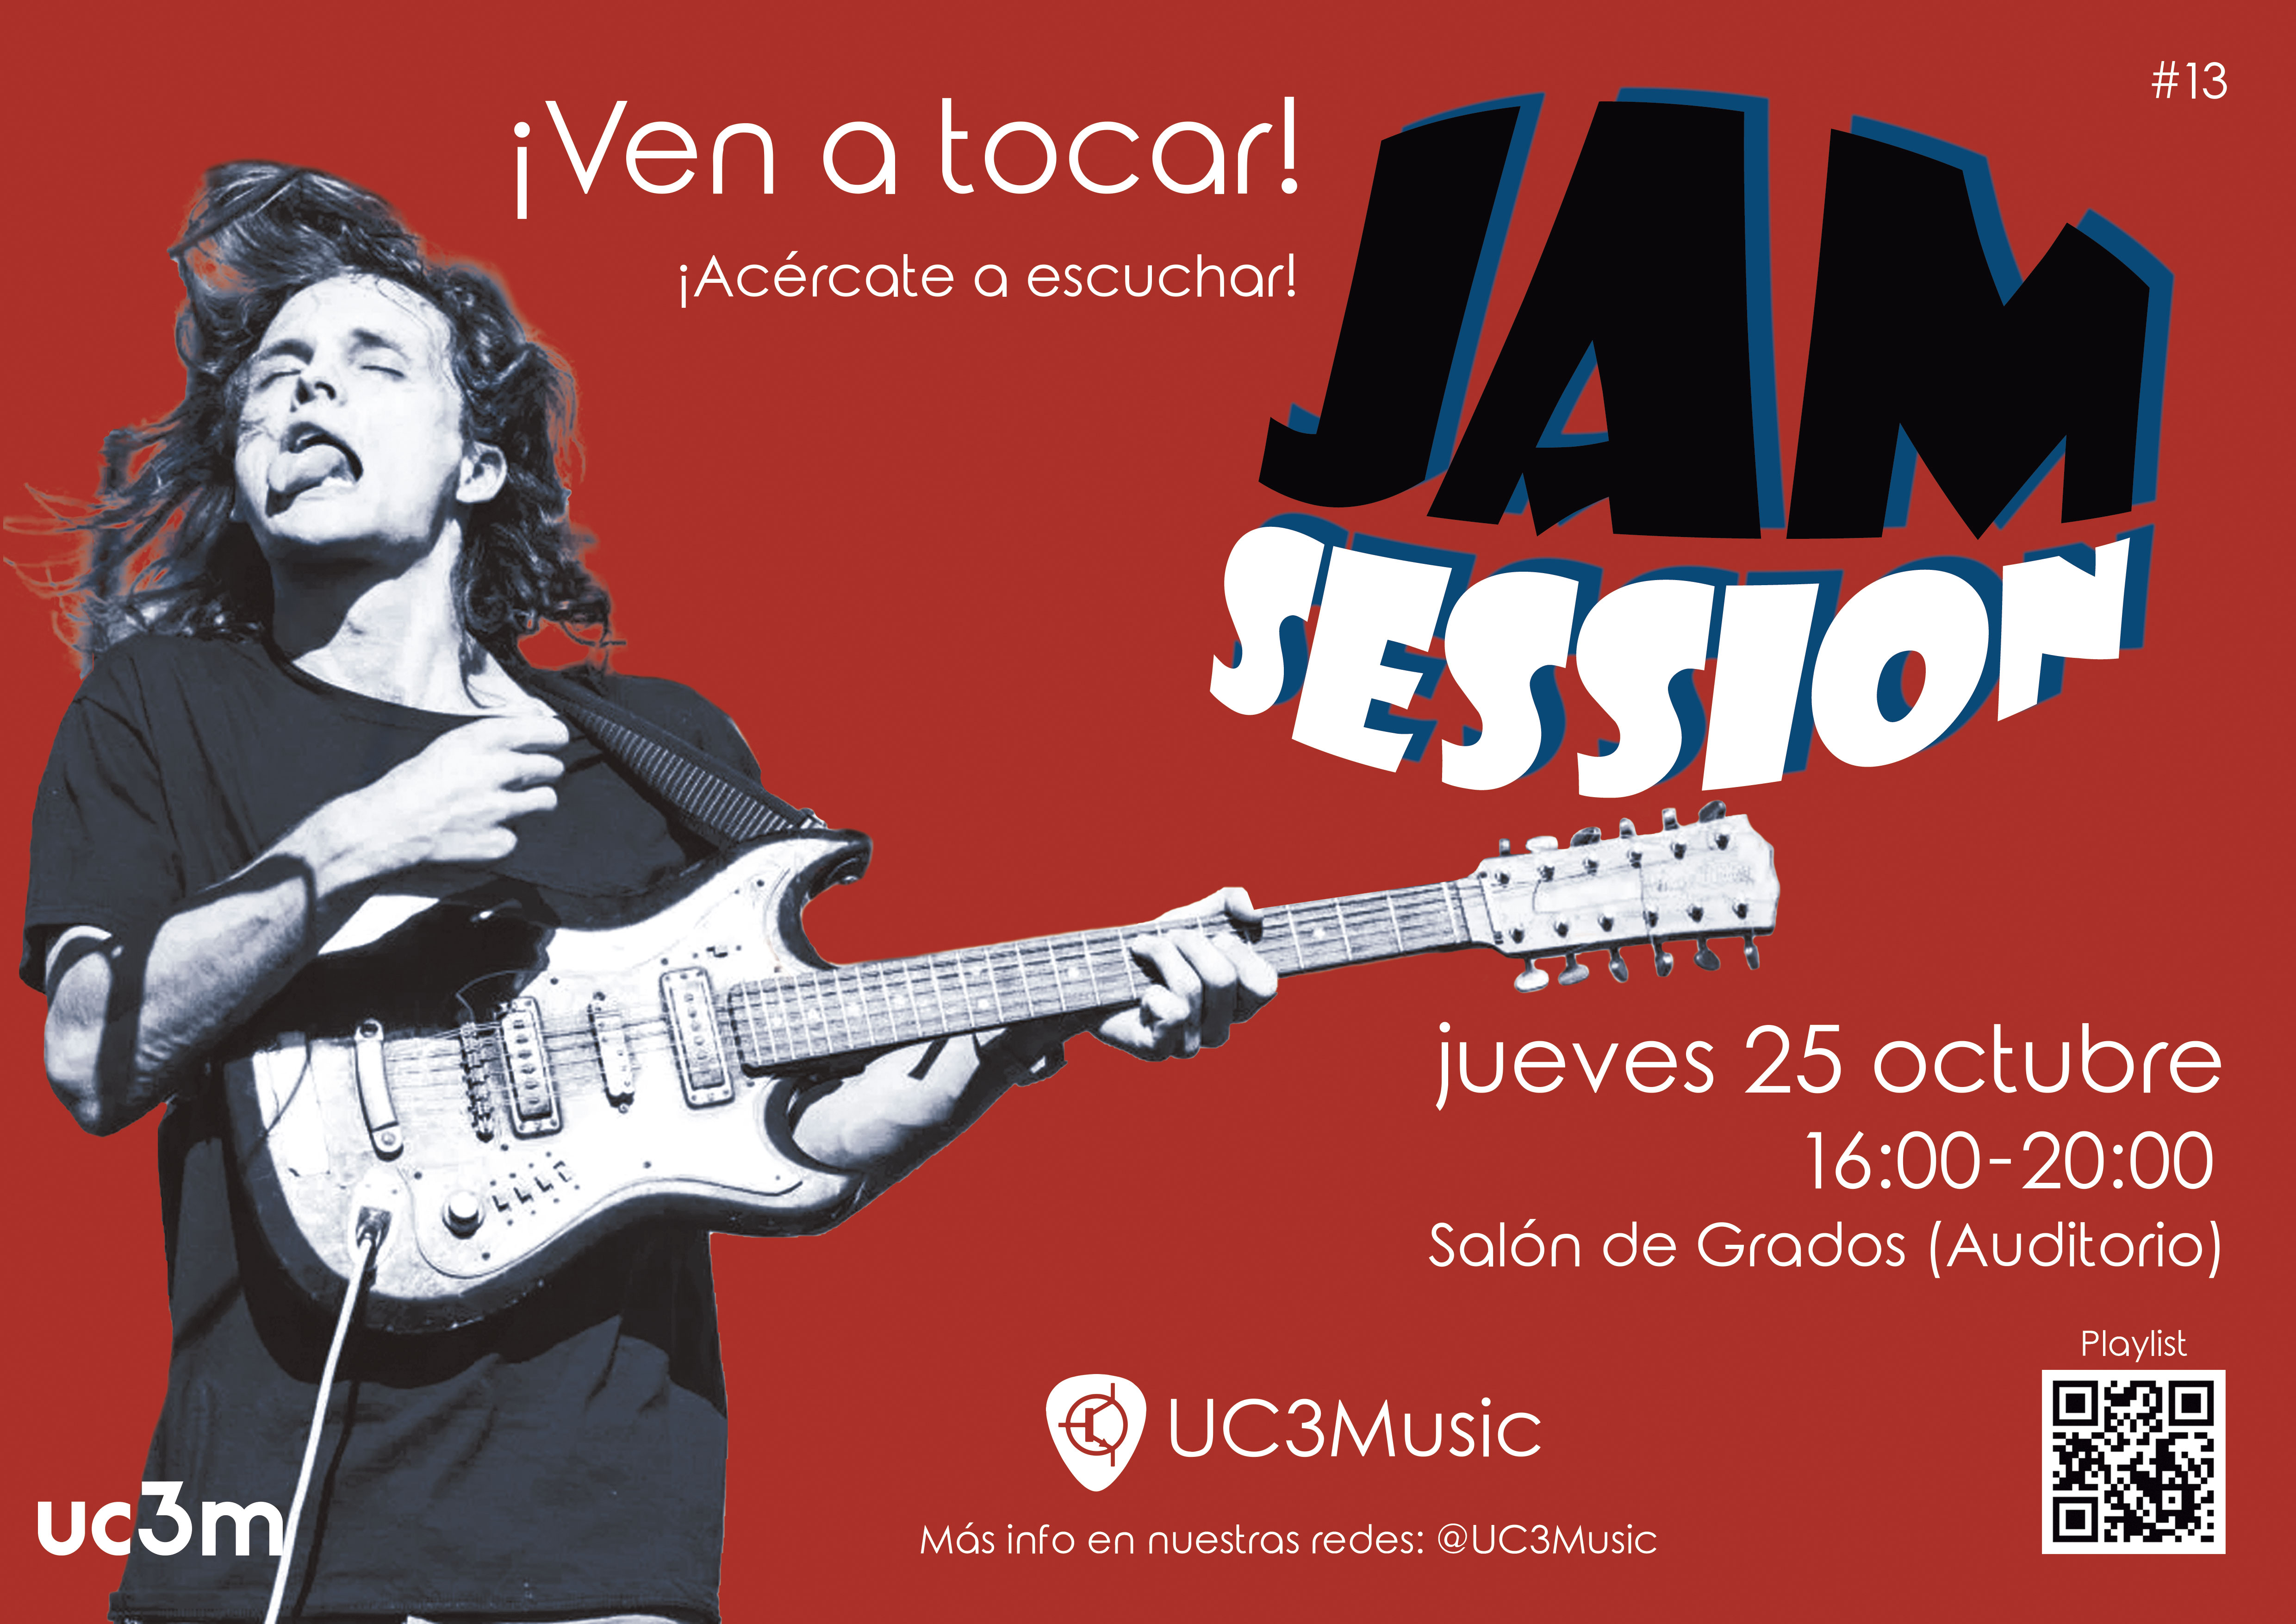 #13
¡Ven a tocar!
¡Acércate a escuchar!
JAM
SESSION
jueves 25 octubre
16:00-20:00
Salón de Grados (Auditorio)
Playlist
UC3Music
uc3m
Más info en nuestras redes: @UC3Music